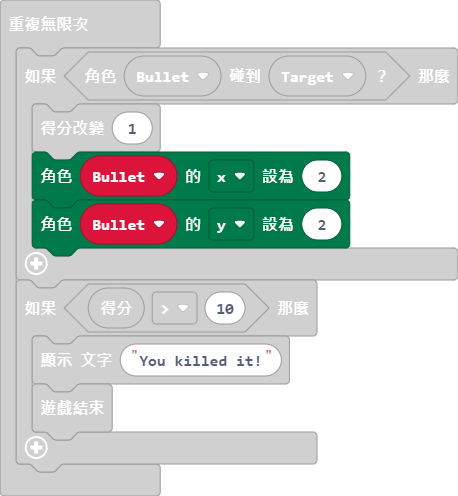 重複無限次
如果 角色 Bullet 碰到 Target ? 那麼
得分改變 1
角色 Bullet 的 x 設為 2
角色 Bullet 的 y 設為 2
如果 得分 > 10 那麼
顯示 文字 "You killed it!"
遊戲結束